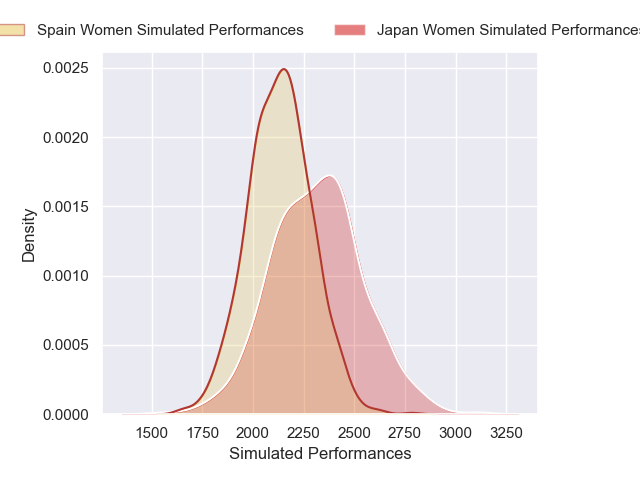 Spain Women Simulated Performances Japan Women Simulated Performances
0.0025
0.0020
0.0015
0.0010
0.0005
0.0000
Density
1500 1750 2000 2250 2500 2750 3000 3250
Simulated Performances